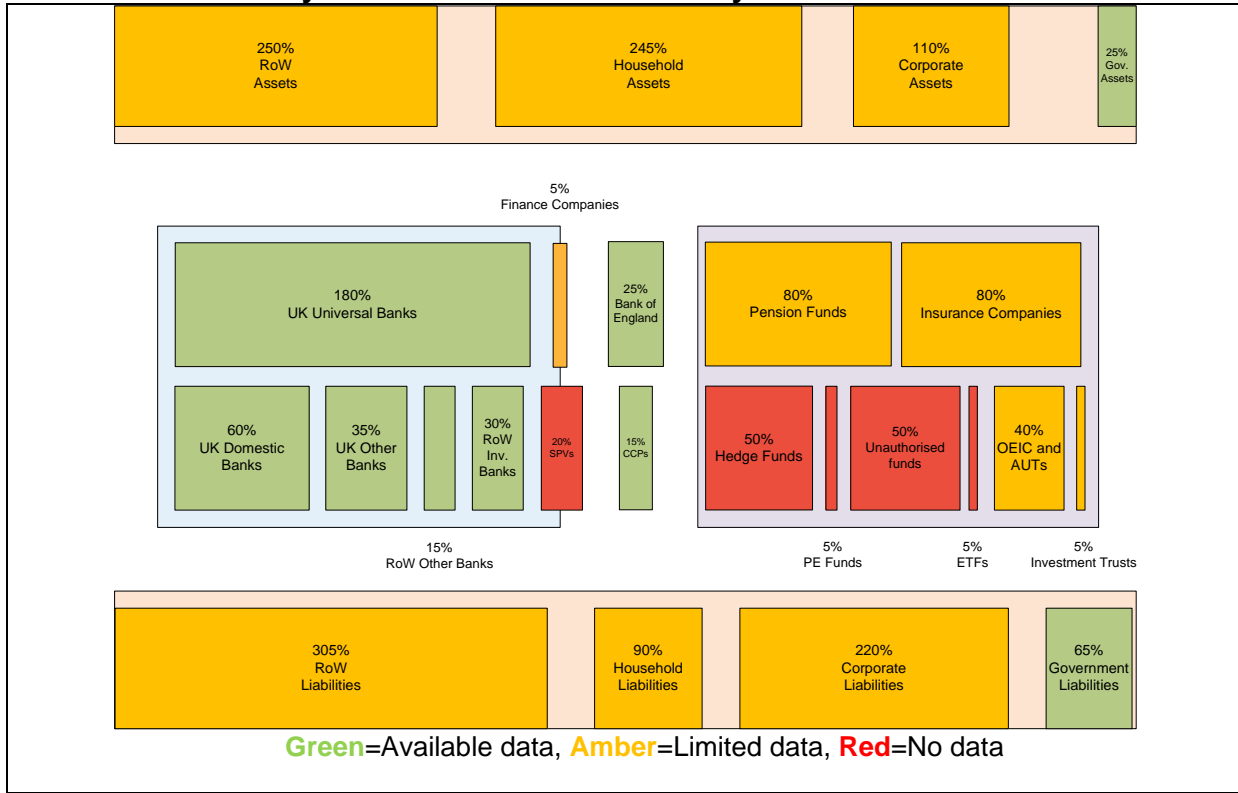 250%
RoW
Assets
245%
Household
Assets
110%
Corporate
Assets
25%
Gov.
Assets
5%
Finance Companies
180%
UK Universal Banks
25%
Bank of
England
80%
Pension Funds
80%
Insurance Companies
60%
UK Domestic
Banks
35%
UK Other
Banks
30%
RoW
Inv.
Banks
20%
SPVs
15%
CCPs
50%
Hedge Funds
50%
Unauthorised
funds
40%
OEIC and
AUTs
15%
RoW Other Banks
5%
PE Funds
5%
ETFs
5%
Investment Trusts
305%
RoW
Liabilities
90%
Household
Liabilities
220%
Corporate
Liabilities
65%
Government
Liabilities
Green=Available data, Amber=Limited data, Red=No data